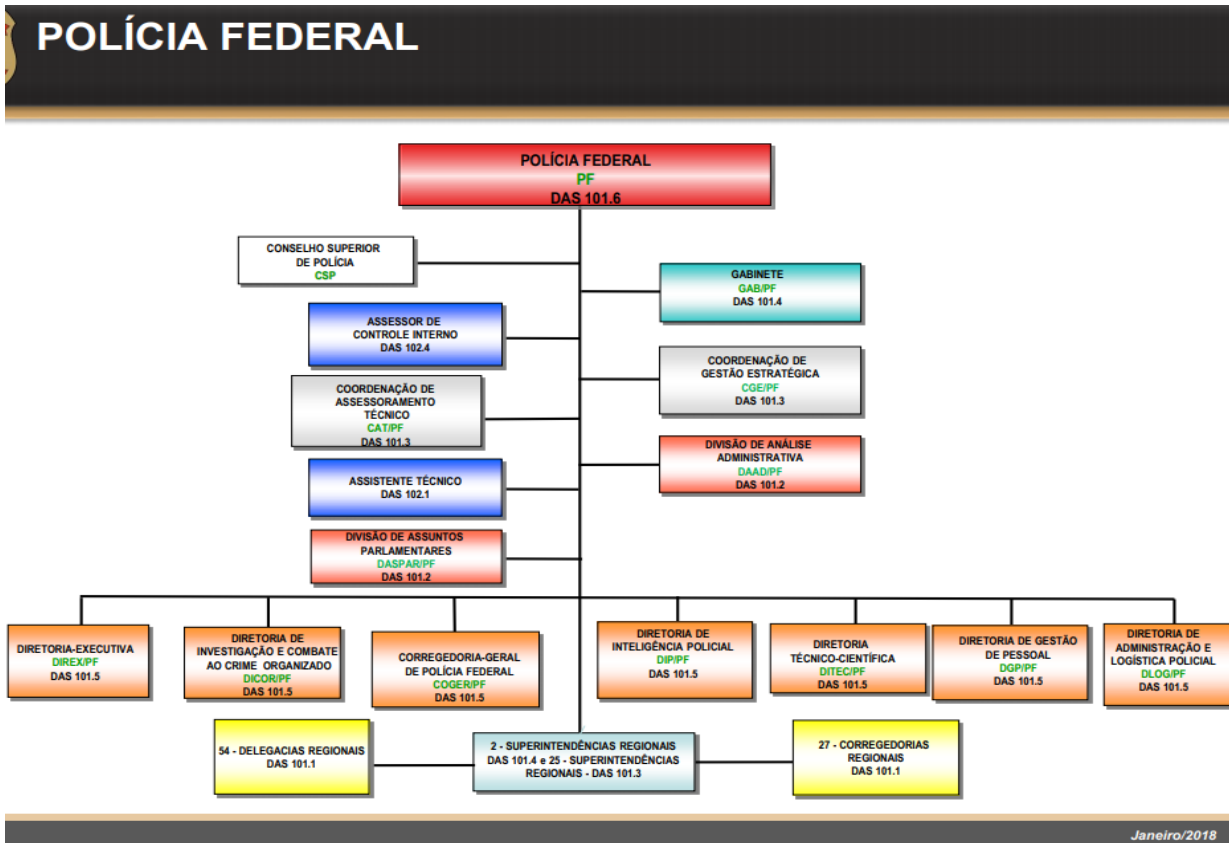 POLÍCIA FEDERAL
POLÍCIA FEDERAL
PF
DAS 101.6
CONSELHO SUPERIOR
DE POLÍCIA
CSP
GABINETE
GAB/PF
DAS 101.4
ASSESSOR DE
CONTROLE INTERNO
DAS 102.4
COORDENAÇÃO DE
GESTÃO ESTRATÉGICA
CGE/PF
DAS 101.3
COORDENAÇÃO DE
ASSESSORAMENTO
TÉCNICO
CAT/PF
DAS 101.3
DIVISÃO DE ANÁLISE
ADMINISTRATIVA
DAAD/PF
DAS 101.2
ASSISTENTE TÉCNICO
DAS 102.1
DIVISÃO DE ASSUNTOS
PARLAMENTARES
DASPAR/PF
DAS 101.2
DIRETORIA-EXECUTIVA
DIREX/PF
DAS 101.5
DIRETORIA DE
INVESTIGAÇÃO E COMBATE
AO CRIME ORGANIZADO
DICOR/PF
DAS 101.5
CORREGEDORIA-GERAL
DE POLÍCIA FEDERAL
COGER/PF
DAS 101.5
DIRETORIA DE
INTELIGÊNCIA POLICIAL
DIP/PF
DAS 101.5
DIRETORIA
TÉCNICO-CIENTÍFICA
DITEC/PF
DAS 101.5
DIRETORIA DE GESTÃO
DE PESSOAL
DGP/PF
DAS 101.5
DIRETORIA DE
ADMINISTRAÇÃO E
LOGÍSTICA POLICIAL
DLOG/PF
DAS 101.5
54 - DELEGACIAS REGIONAIS
DAS 101.1
2 - SUPERINTENDÊNCIAS REGIONAIS
DAS 101.4 e 25 - SUPERINTENDÊNCIAS
REGIONAIS - DAS 101.3
27 - CORREGEDORIAS
REGIONAIS
DAS 101.1
Janeiro/2018